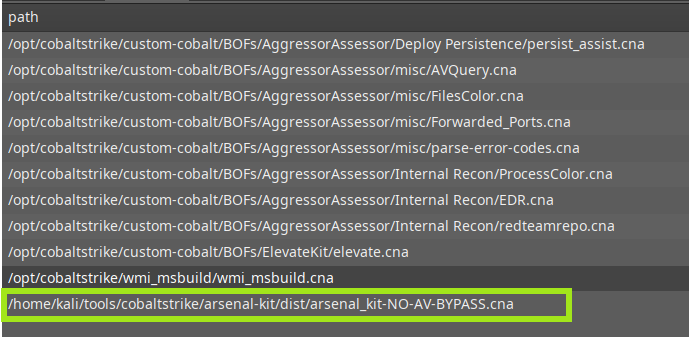 path
/opt/cobaltstrike/custom-cobalt/BOFs/AggressorAssessor/Deploy Persistence/persist_assist.cna
/opt/cobaltstrike/custom-cobalt/BOFs/AggressorAssessor/misc/AVQuery.cna
/opt/cobaltstrike/custom-cobalt/BOFs/AggressorAssessor/misc/FilesColor.cna
/opt/cobaltstrike/custom-cobalt/BOFs/AggressorAssessor/misc/Forwarded_Ports.cna
/opt/cobaltstrike/custom-cobalt/BOFs/AggressorAssessor/misc/parse-error-codes.cna
/opt/cobaltstrike/custom-cobalt/BOFs/AggressorAssessor/Internal Recon/ProcessColor.cna
/opt/cobaltstrike/custom-cobalt/BOFs/AggressorAssessor/Internal Recon/EDR.cna
/opt/cobaltstrike/custom-cobalt/BOFs/AggressorAssessor/Internal Recon/redteamrepo.cna
/opt/cobaltstrike/custom-cobalt/BOFs/ElevateKit/elevate.cna
/opt/cobaltstrike/wmi_msbuild/wmi_msbuild.cna
/home/kali/tools/cobaltstrike/arsenal-kit/dist/arsenal_kit-NO-AV-BYPASS.cna